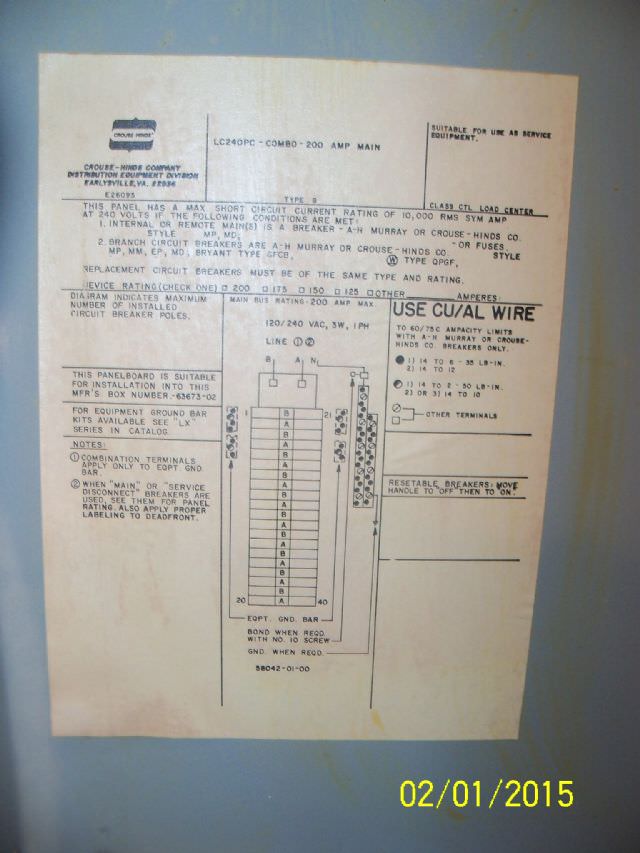 CROUSE-HINDS
CROUSE-HINDS COMPANY
DISTRIBUTION EQUIPMENT DIVISION
EARLYSVILLE, VA. 22936
E26093
LC240PC - COMBO - 200 AMP MAIN
SUITABLE FOR USE AS SERVICE
EQUIPMENT.
TYPE
CLASS CTL LOAD CENTER
THIS PANEL HAS A MAX SHORT CIRCUIT CURRENT RATING OF 10,000 RMS SYM AMP
AT 240 VOLTS IF THE FOLLOWING CONDITIONS ARE MET:
1. INTERNAL OR REMOTE MAIN(S) IS A BREAKER - A-H MURRAY OR CROUSE-HINDS CO.
STYLE MP, MD, OR FUSES.
2. BRANCH CIRCUIT BREAKERS ARE A-H MURRAY OR CROUSE-HINDS CO. STYLE
MP, MM, EP, MD, BRYANT TYPE GFCB, W TYPE QPGF,
REPLACEMENT CIRCUIT BREAKERS MUST BE OF THE SAME TYPE AND RATING.
DEVICE RATING (CHECK ONE) □ 200 □ 175 □ 150 □ 125 □ OTHER AMPERES:
DIAGRAM INDICATES MAXIMUM
NUMBER OF INSTALLED
CIRCUIT BREAKER POLES.
THIS PANELBOARD IS SUITABLE
FOR INSTALLATION INTO THIS
MFR'S BOX NUMBER.-63673-02
FOR EQUIPMENT GROUND BAR
KITS AVAILABLE SEE "LX"
SERIES IN CATALOG.
NOTES:
① COMBINATION TERMINALS
APPLY ONLY TO EQPT GND
BAR.
② WHEN "MAIN" OR "SERVICE
DISCONNECT" BREAKERS ARE
USED, SEE THEM FOR PANEL
RATING. ALSO APPLY PROPER
LABELING TO DEADFRONT.
MAIN BUS RATING-200 AMP MAX.
120/240 VAC, 3W, 1PH
LINE ①②
B A N
1 B 21
A
B
A
B
A
B
A
B
A
B
A
B
A
B
A
B
A
B
20 A 40
EQPT. GND. BAR
BOND WHEN REQD.
WITH NO. 10 SCREW
GND. WHEN REQD.
58042-01-00
USE CU/AL WIRE
TO 60/75C AMPACITY LIMITS
WITH A-H MURRAY OR CROUSE-
HINDS CO. BREAKERS ONLY.
1) 14 TO 6 - 35 LB-IN.
2) 14 TO 12
1) 14 TO 2 - 50 LB-IN.
2) OR 3) 14 TO 10
OTHER TERMINALS
RESETABLE BREAKERS: MOVE
HANDLE TO "OFF" THEN TO "ON".
02/01/2015